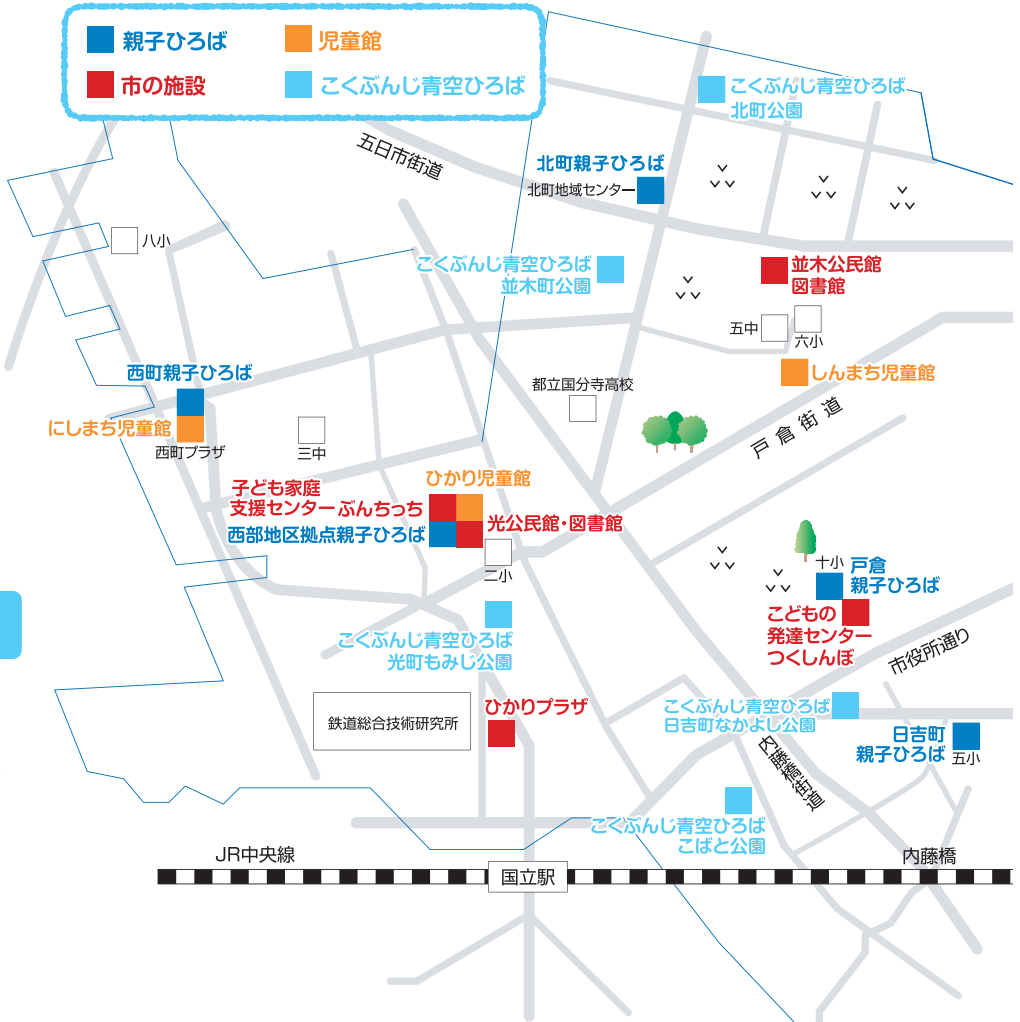 親子ひろば
児童館
市の施設
こくぶんじ青空ひろば
こくぶんじ青空ひろば
北町公園
五日市街道
北町親子ひろば
北町地域センター
八小
こくぶんじ青空ひろば
並木町公園
並木公民館
図書館
五中
六小
西町親子ひろば
しんまち児童館
都立国分寺高校
戸倉街道
にしまち児童館
西町プラザ
三中
ひかり児童館
子ども家庭
支援センターぶんちっち
光公民館・図書館
西部地区拠点親子ひろば
二小
十小
戸倉
親子ひろば
こどもの
発達センター
つくしんぼ
こくぶんじ青空ひろば
光町もみじ公園
市役所通り
ひかりプラザ
鉄道総合技術研究所
こくぶんじ青空ひろば
日吉町なかよし公園
日吉町
親子ひろば
五小
内藤橋街道
こくぶんじ青空ひろば
こばと公園
JR中央線
内藤橋
国立駅